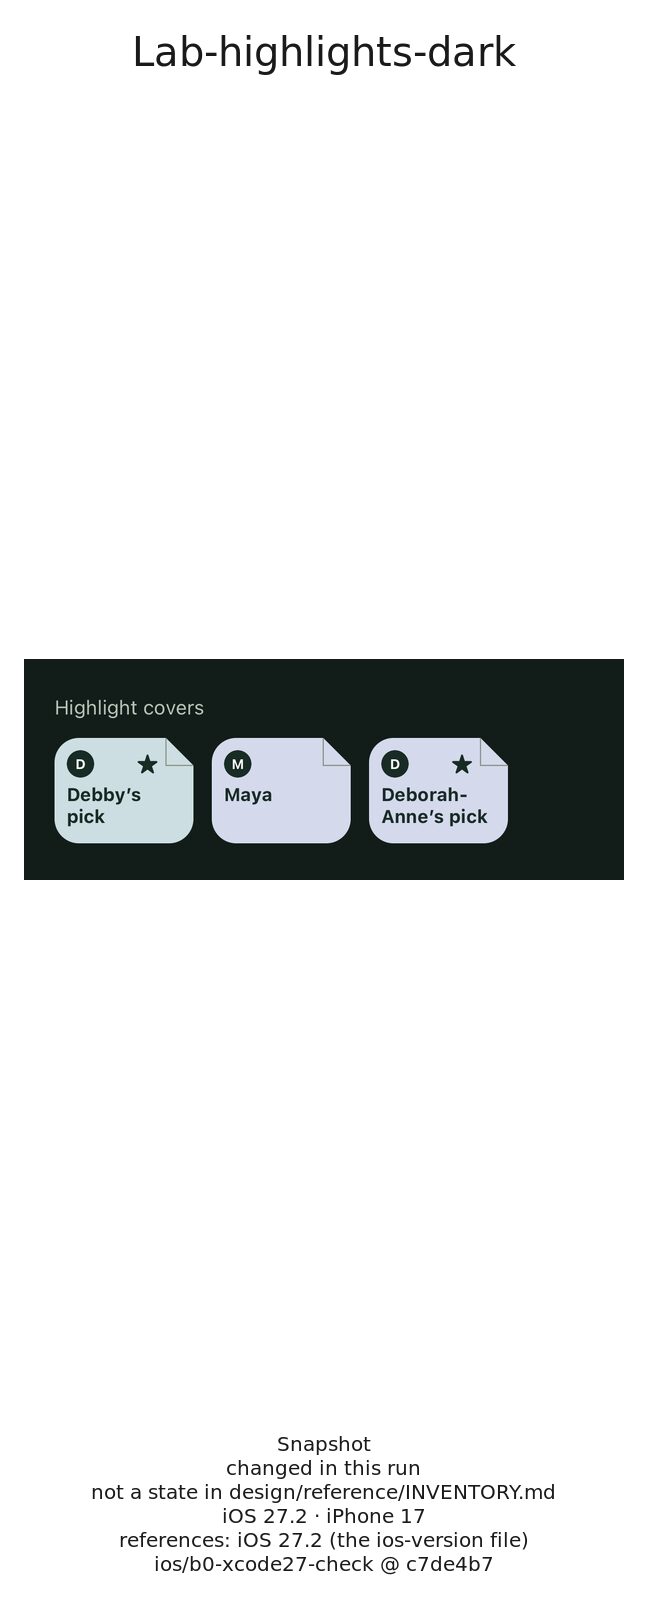 Lab-highlights-dark
Highlight covers
D
Debby’s
pick
M
Maya
D
Deborah-
Anne’s pick
Snapshot
changed in this run
not a state in design/reference/INVENTORY.md
iOS 27.2 · iPhone 17
references: iOS 27.2 (the ios-version file)
ios/b0-xcode27-check @ c7de4b7